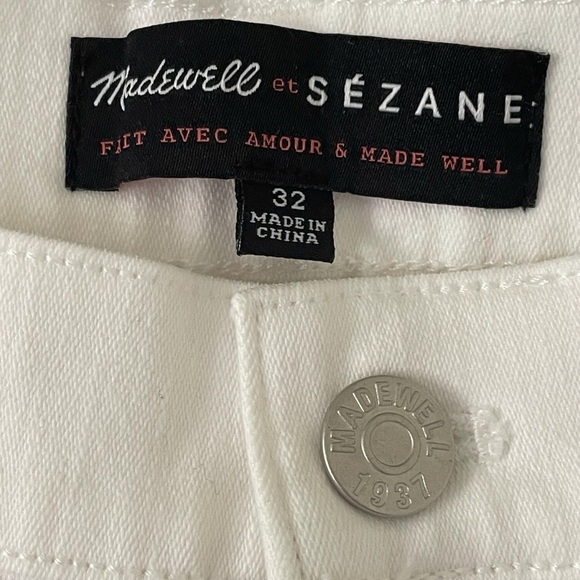 Madewell et SÉZANE
FAIT AVEC AMOUR & MADE WELL
32
MADE IN
CHINA
MADEWELL
1937